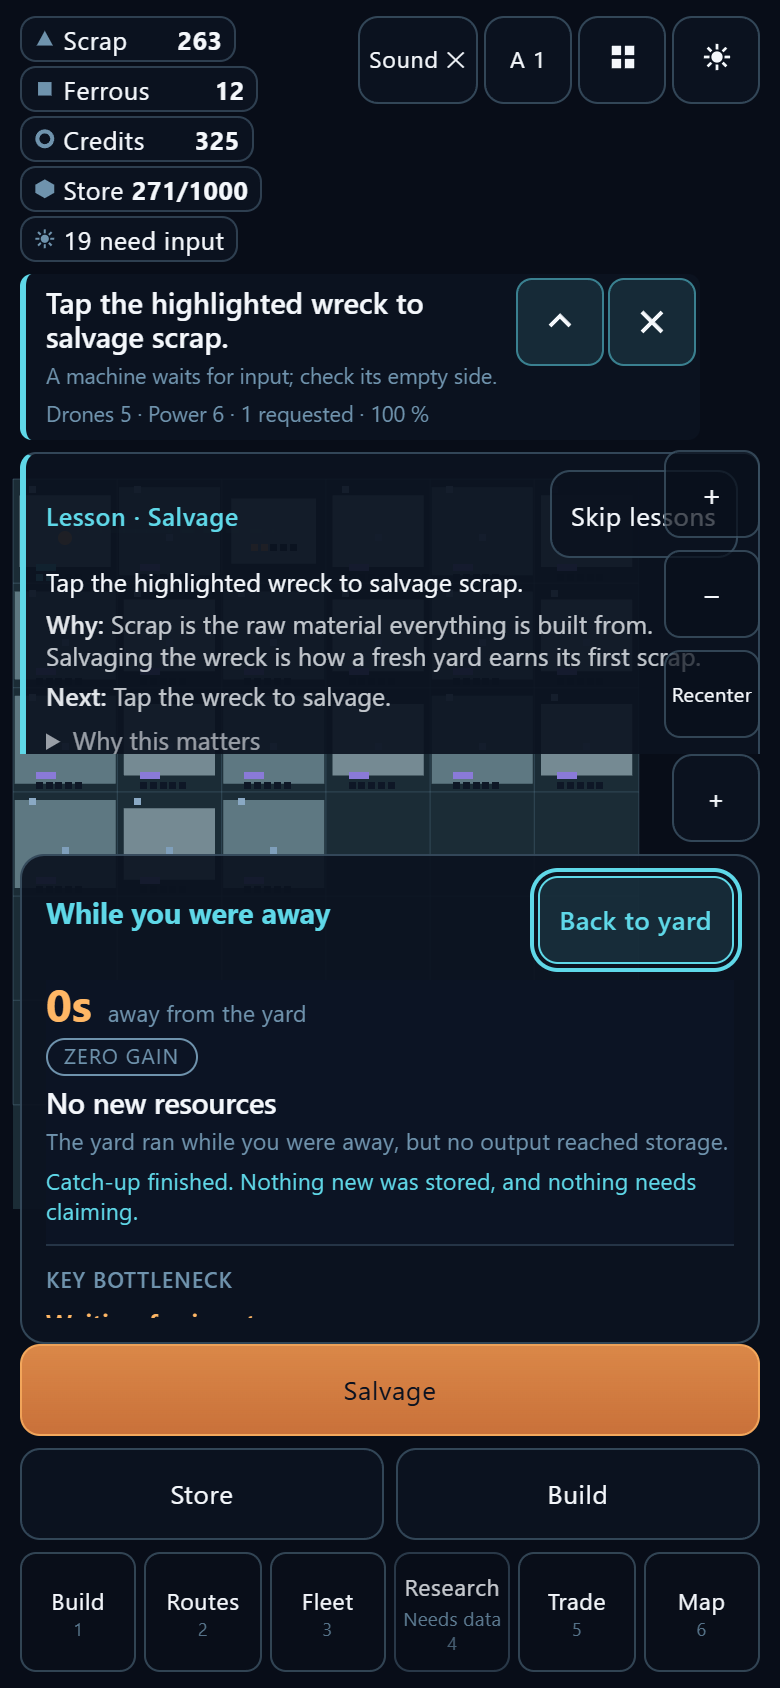 Scrap 263
Sound
A 1
Ferrous 12
Credits 325
Store 271/1000
19 need input
Tap the highlighted wreck to
salvage scrap.
A machine waits for input; check its empty side.
Drones 5 · Power 6 · 1 requested · 100 %
Lesson · Salvage
Skip lessons
+
Tap the highlighted wreck to salvage scrap.
−
Why: Scrap is the raw material everything is built from.
Salvaging the wreck is how a fresh yard earns its first scrap.
Recenter
Next: Tap the wreck to salvage.
Why this matters
+
While you were away
Back to yard
0s away from the yard
ZERO GAIN
No new resources
The yard ran while you were away, but no output reached storage.
Catch-up finished. Nothing new was stored, and nothing needs
claiming.
KEY BOTTLENECK
Salvage
Store
Build
Build
1
Routes
2
Fleet
3
Research
Needs data
4
Trade
5
Map
6